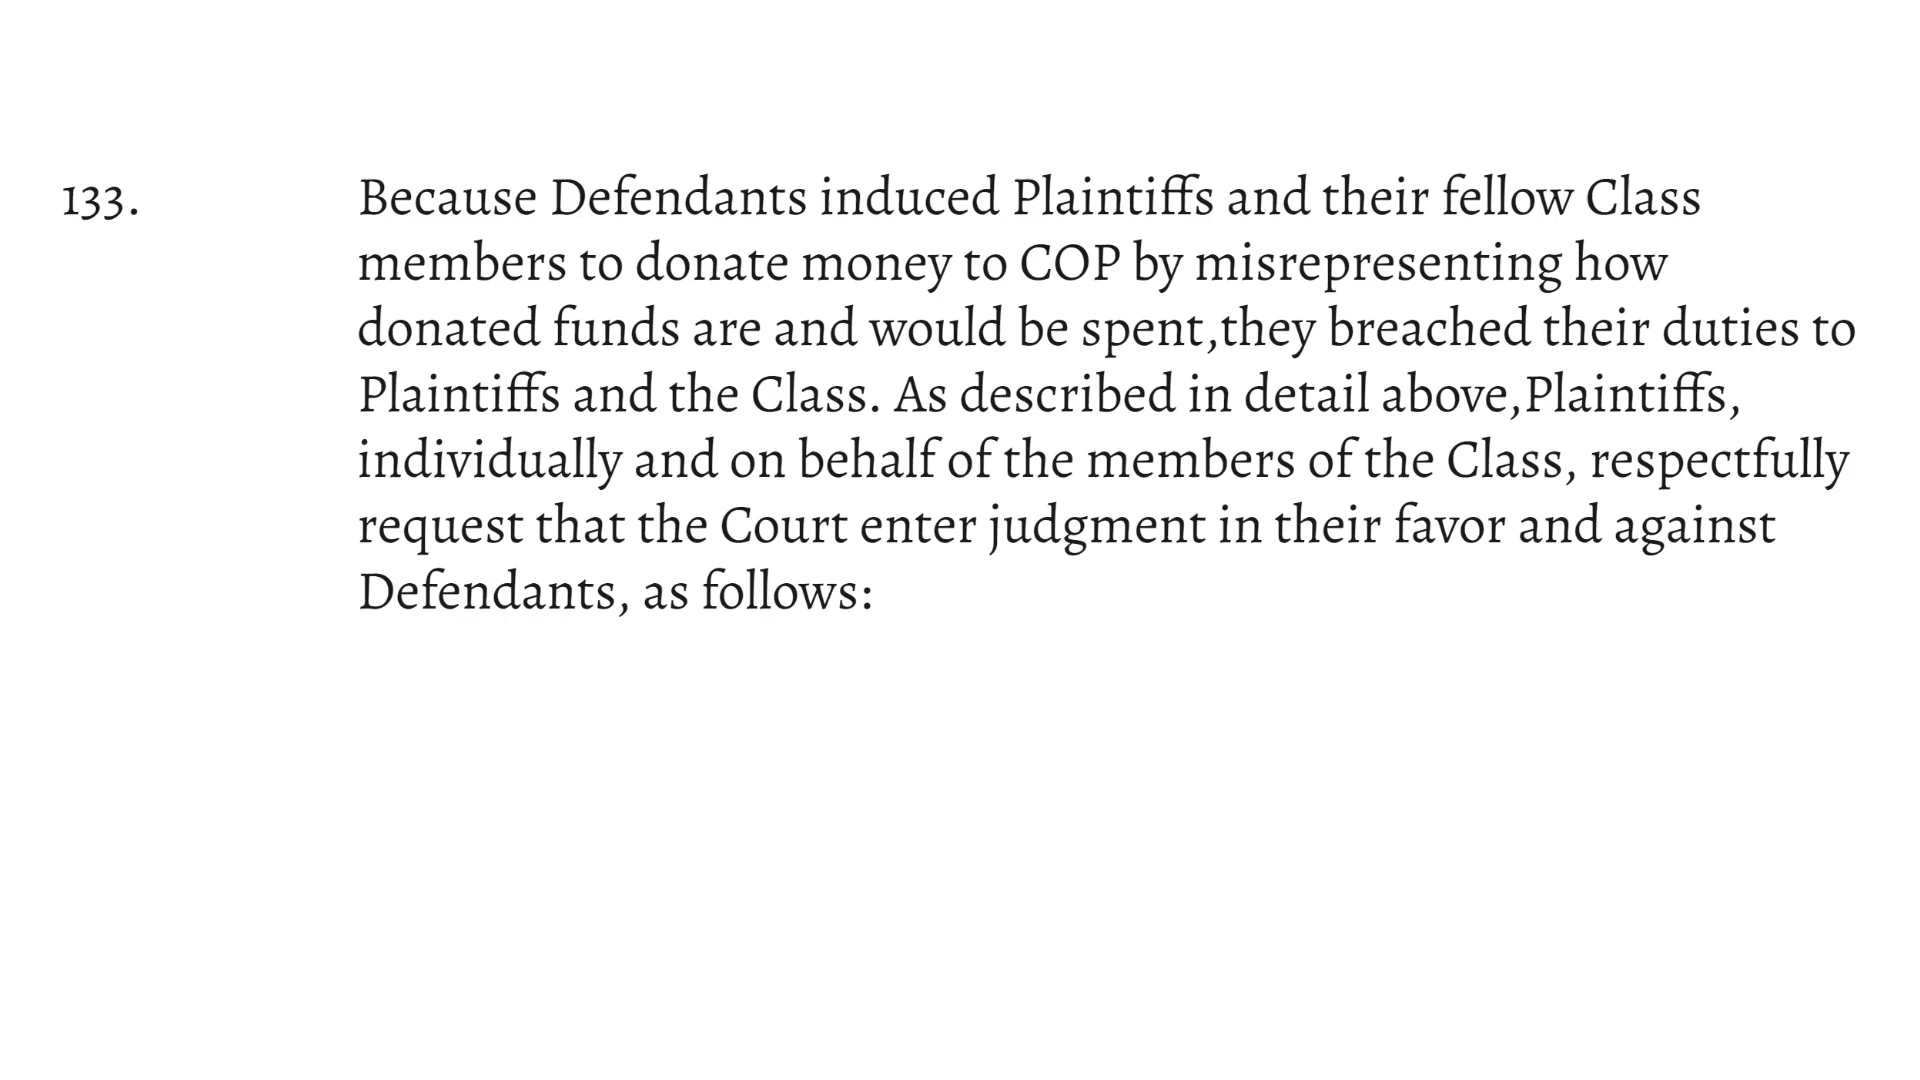 133. Because Defendants induced Plaintiffs and their fellow Class
members to donate money to COP by misrepresenting how
donated funds are and would be spent,they breached their duties to
Plaintiffs and the Class. As described in detail above,Plaintiffs,
individually and on behalf of the members of the Class, respectfully
request that the Court enter judgment in their favor and against
Defendants, as follows: